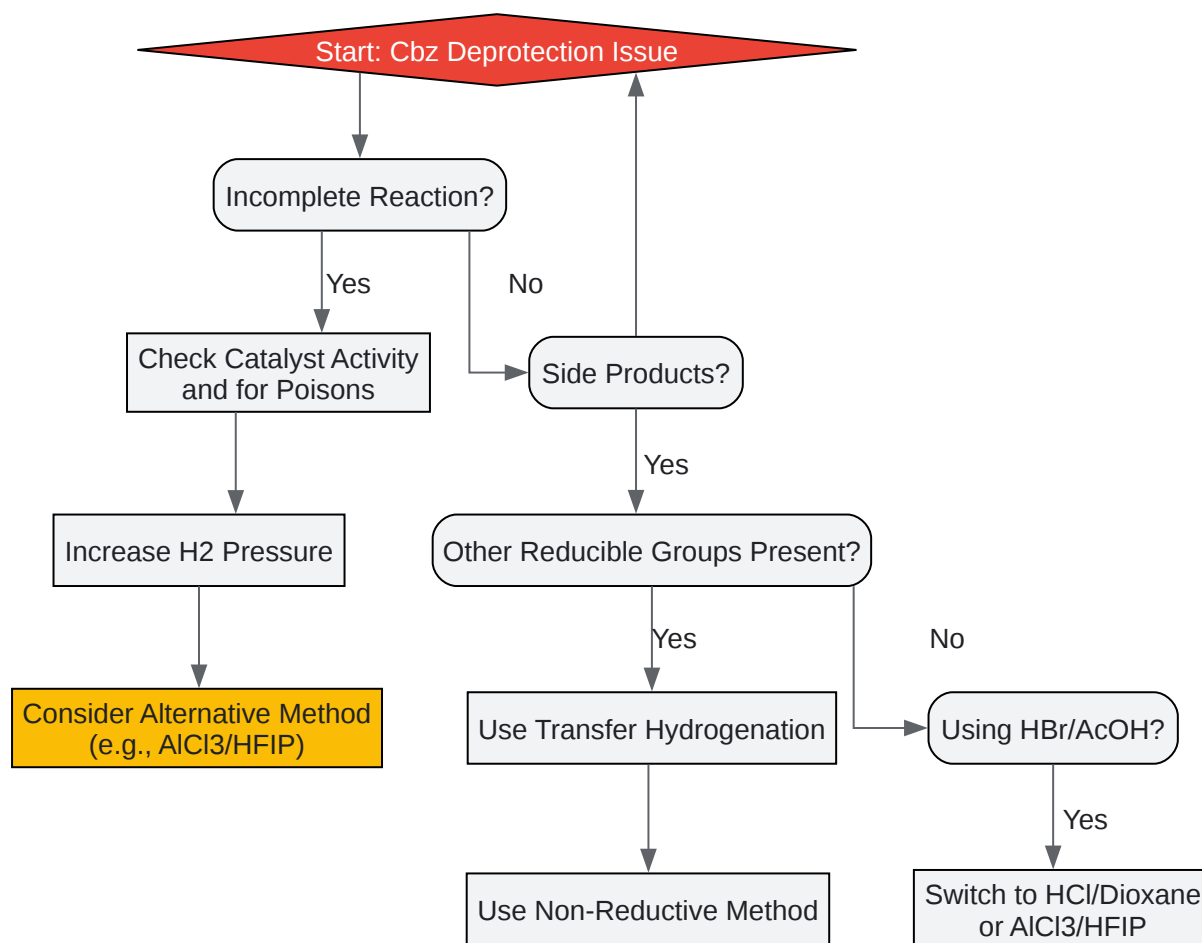 Start: Cbz Deprotection Issue
Incomplete Reaction?
Yes
No
Check Catalyst Activity
and for Poisons
Side Products?
Yes
Increase H2 Pressure
Other Reducible Groups Present?
Yes
No
Consider Alternative Method
(e.g., AlCl3/HFIP)
Use Transfer Hydrogenation
Using HBr/AcOH?
Yes
Use Non-Reductive Method
Switch to HCl/Dioxane
or AlCl3/HFIP